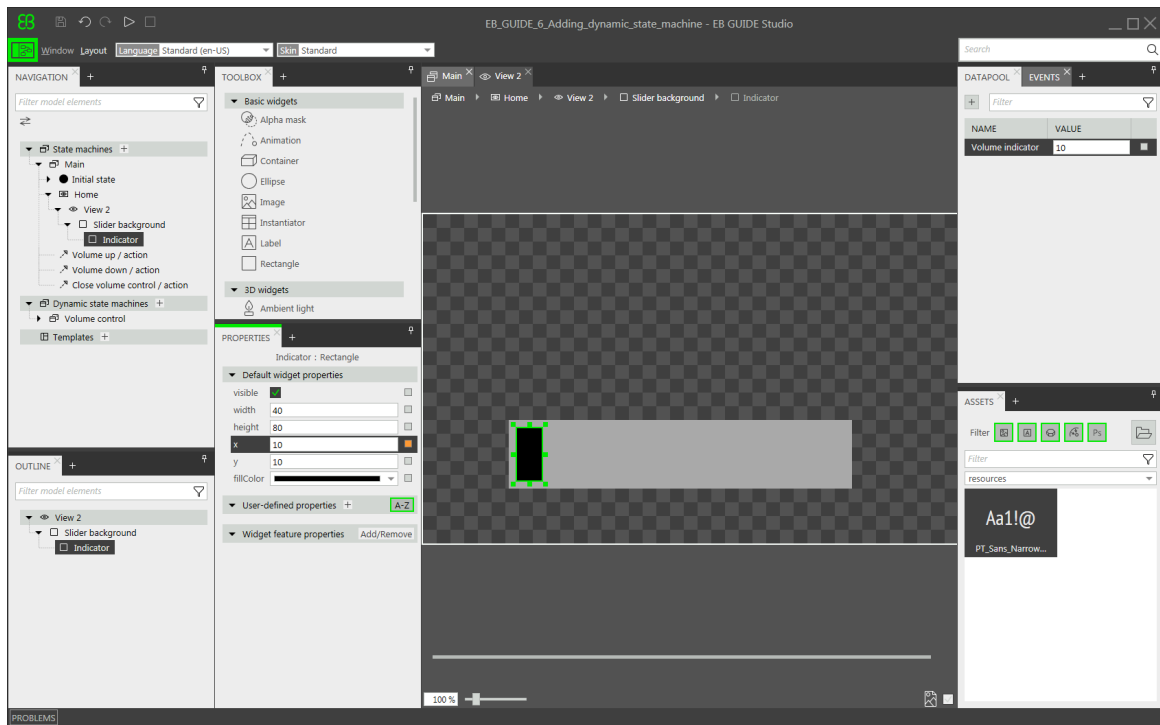 EB
EB_GUIDE_6_Adding_dynamic_state_machine - EB GUIDE Studio
Window Layout Language Standard (en-US) Skin Standard
Search
NAVIGATION
Filter model elements
State machines
Main
Initial state
Home
View 2
Slider background
Indicator
Volume up / action
Volume down / action
Close volume control / action
Dynamic state machines
Volume control
Templates
OUTLINE
Filter model elements
View 2
Slider background
Indicator
TOOLBOX
Basic widgets
Alpha mask
Animation
Container
Ellipse
Image
Instantiator
Label
Rectangle
3D widgets
Ambient light
PROPERTIES
Indicator : Rectangle
Default widget properties
visible
width 40
height 80
x 10
y 10
fillColor
User-defined properties + A-Z
Widget feature properties Add/Remove
Main View 2
Main Home View 2 Slider background Indicator
100 %
DATAPOOL EVENTS
Filter
NAME VALUE
Volume indicator 10
ASSETS
Filter A Ps
Filter
resources
Aa1!@
PT_Sans_Narrow...
PROBLEMS